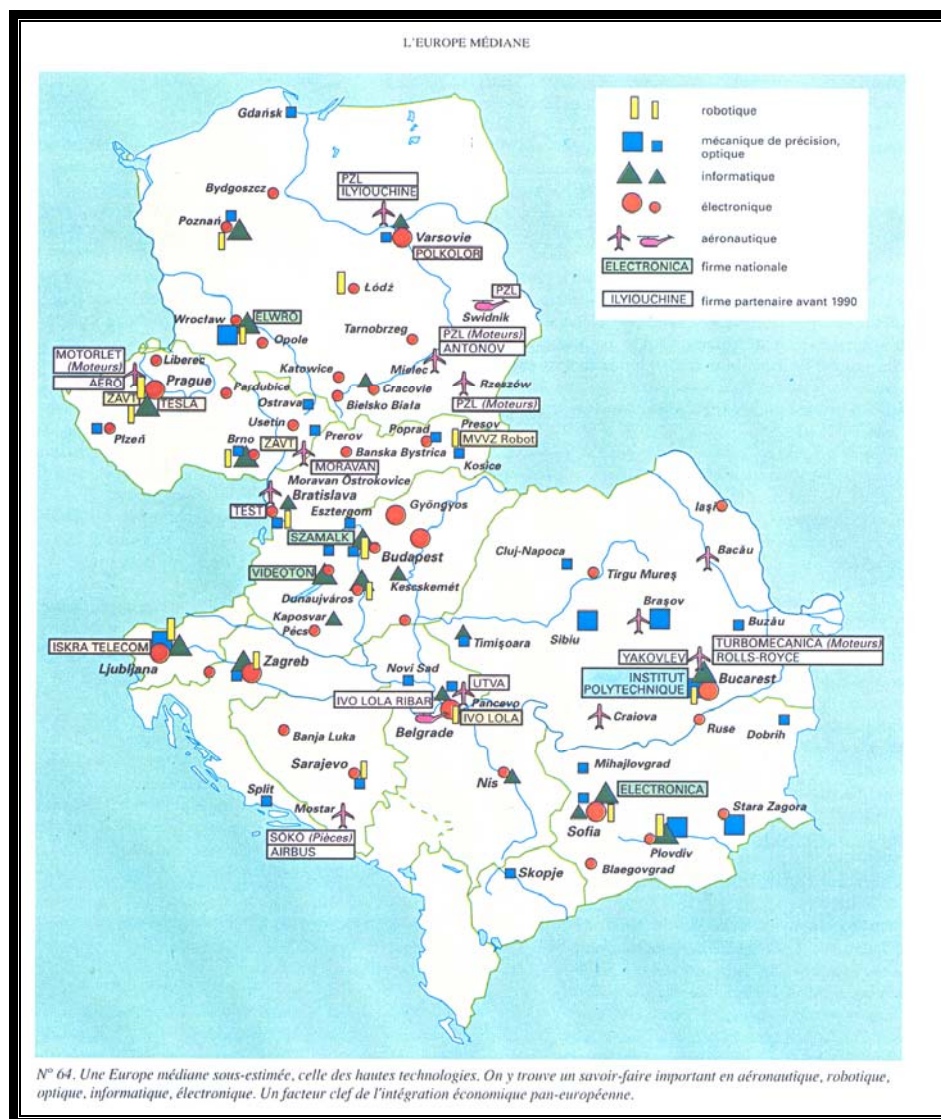 L'EUROPE MÉDIANE
robotique
mécanique de précision,
optique
informatique
électronique
aéronautique
ELECTRONICA
firme nationale
ILYIOUCHINE
firme partenaire avant 1990
Gdańsk
Bydgoszcz
PZL
ILYIOUCHINE
Poznań
Varsovie
POLKOLOR
Łódź
PZL
Swidnik
Wrocław
ELWRO
Opole
Tarnobrzeg
PZL (Moteurs)
ANTONOV
Mielec
MOTORLET
(Moteurs)
AERO
Liberec
Prague
Pardubice
Katowice
Cracovie
Rzeszów
PZL (Moteurs)
ZAVT
TESLA
Ostrava
Bielsko Biała
Plzeń
Usetin
Brno
ZAVT
Prerov
Poprad
Presov
MVVZ Robot
Banska Bystrica
Kosice
MORAVAN
Moravan Ostrokovice
Bratislava
TEST
Esztergom
Gyöngyos
Iaşi
SZAMALK
Budapest
Cluj-Napoca
Bacău
VIDEOTON
Tîrgu Mureş
Dunaujváros
Kescskemét
Kaposvar
Pécs
Braşov
Buzău
ISKRA TELECOM
Timişoara
Sibiu
TURBOMECANICA (Moteurs)
YAKOVLEV
ROLLS-ROYCE
Ljubljana
Zagreb
Novi Sad
UTVA
INSTITUT
POLYTECHNIQUE
Bucarest
IVO LOLA RIBAR
Pancevo
IVO LOLA
Belgrade
Craiova
Ruse
Dobrih
Banja Luka
Sarajevo
Mihajlovgrad
Nis
ELECTRONICA
Split
Mostar
Sofia
Stara Zagora
SOKO (Pièces)
AIRBUS
Plovdiv
Skopje
Blaegovgrad
N° 64. Une Europe médiane sous-estimée, celle des hautes technologies. On y trouve un savoir-faire important en aéronautique, robotique,
optique, informatique, électronique. Un facteur clef de l'intégration économique pan-européenne.